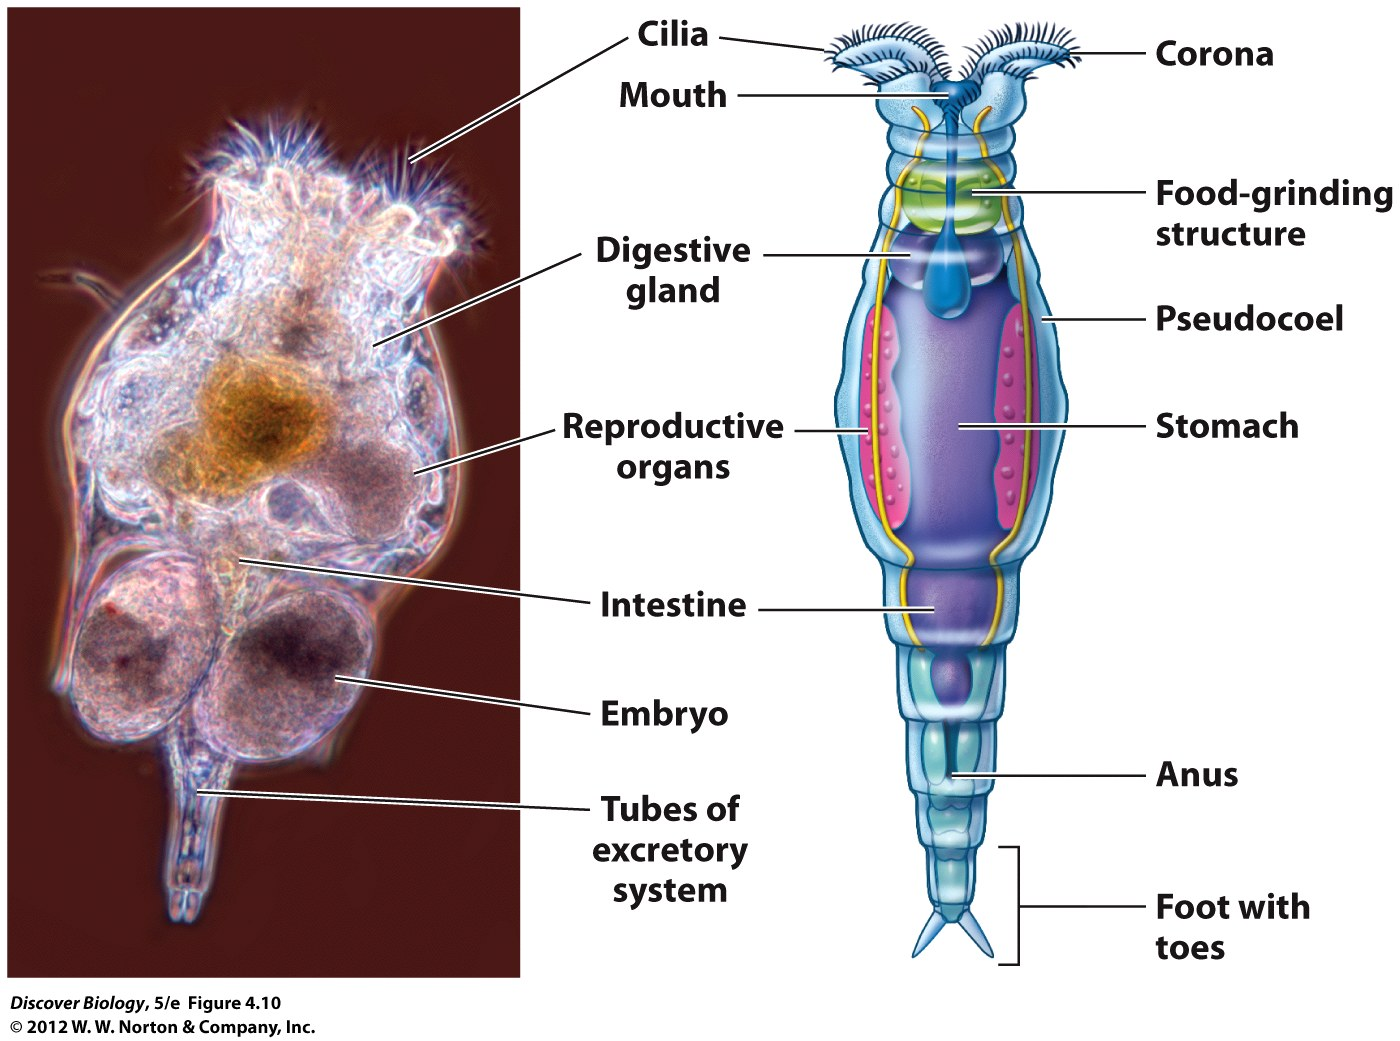 Cilia
Corona
Mouth
Food-grinding
structure
Digestive
gland
Pseudocoel
Reproductive
organs
Stomach
Intestine
Embryo
Anus
Tubes of
excretory
system
Foot with
toes
Discover Biology, 5/e Figure 4.10
© 2012 W. W. Norton & Company, Inc.